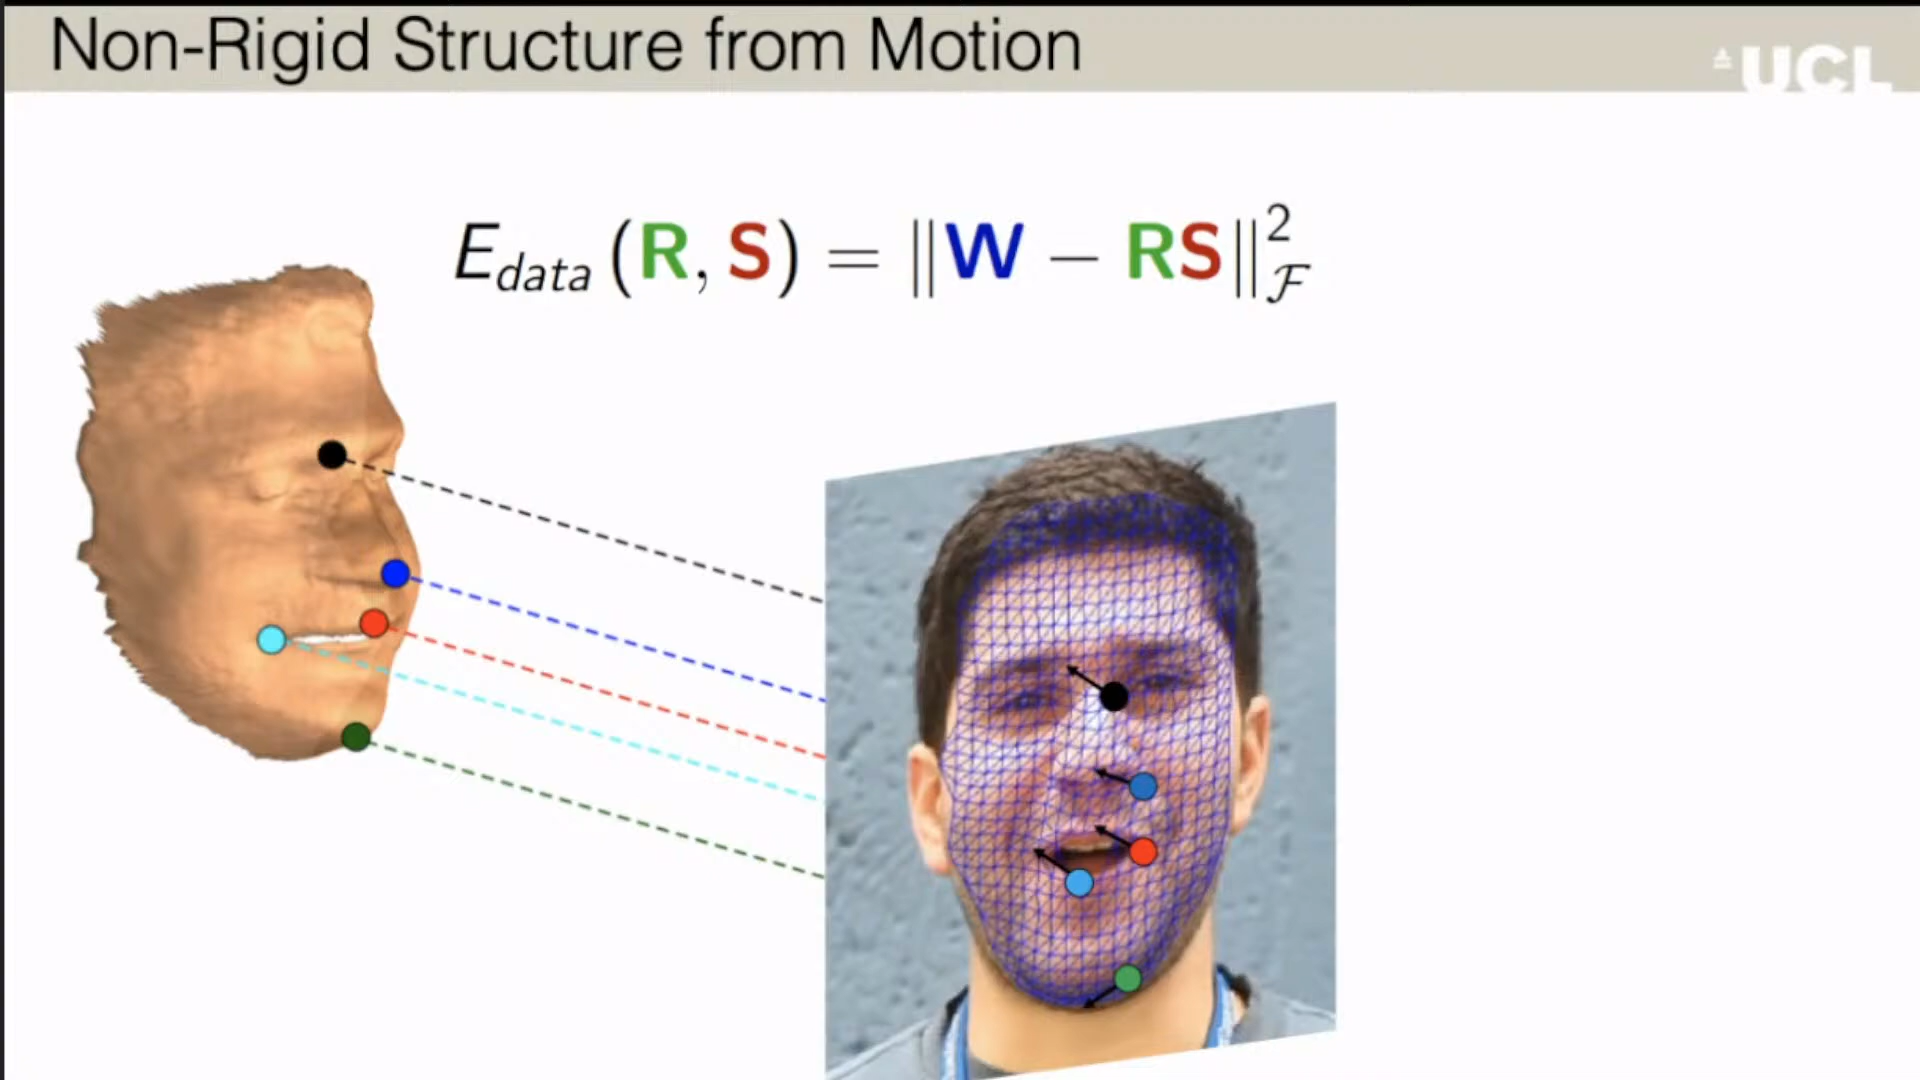 Non-Rigid Structure from Motion
UCL
E_data (R, S) = ||W − RS||²_ℱ